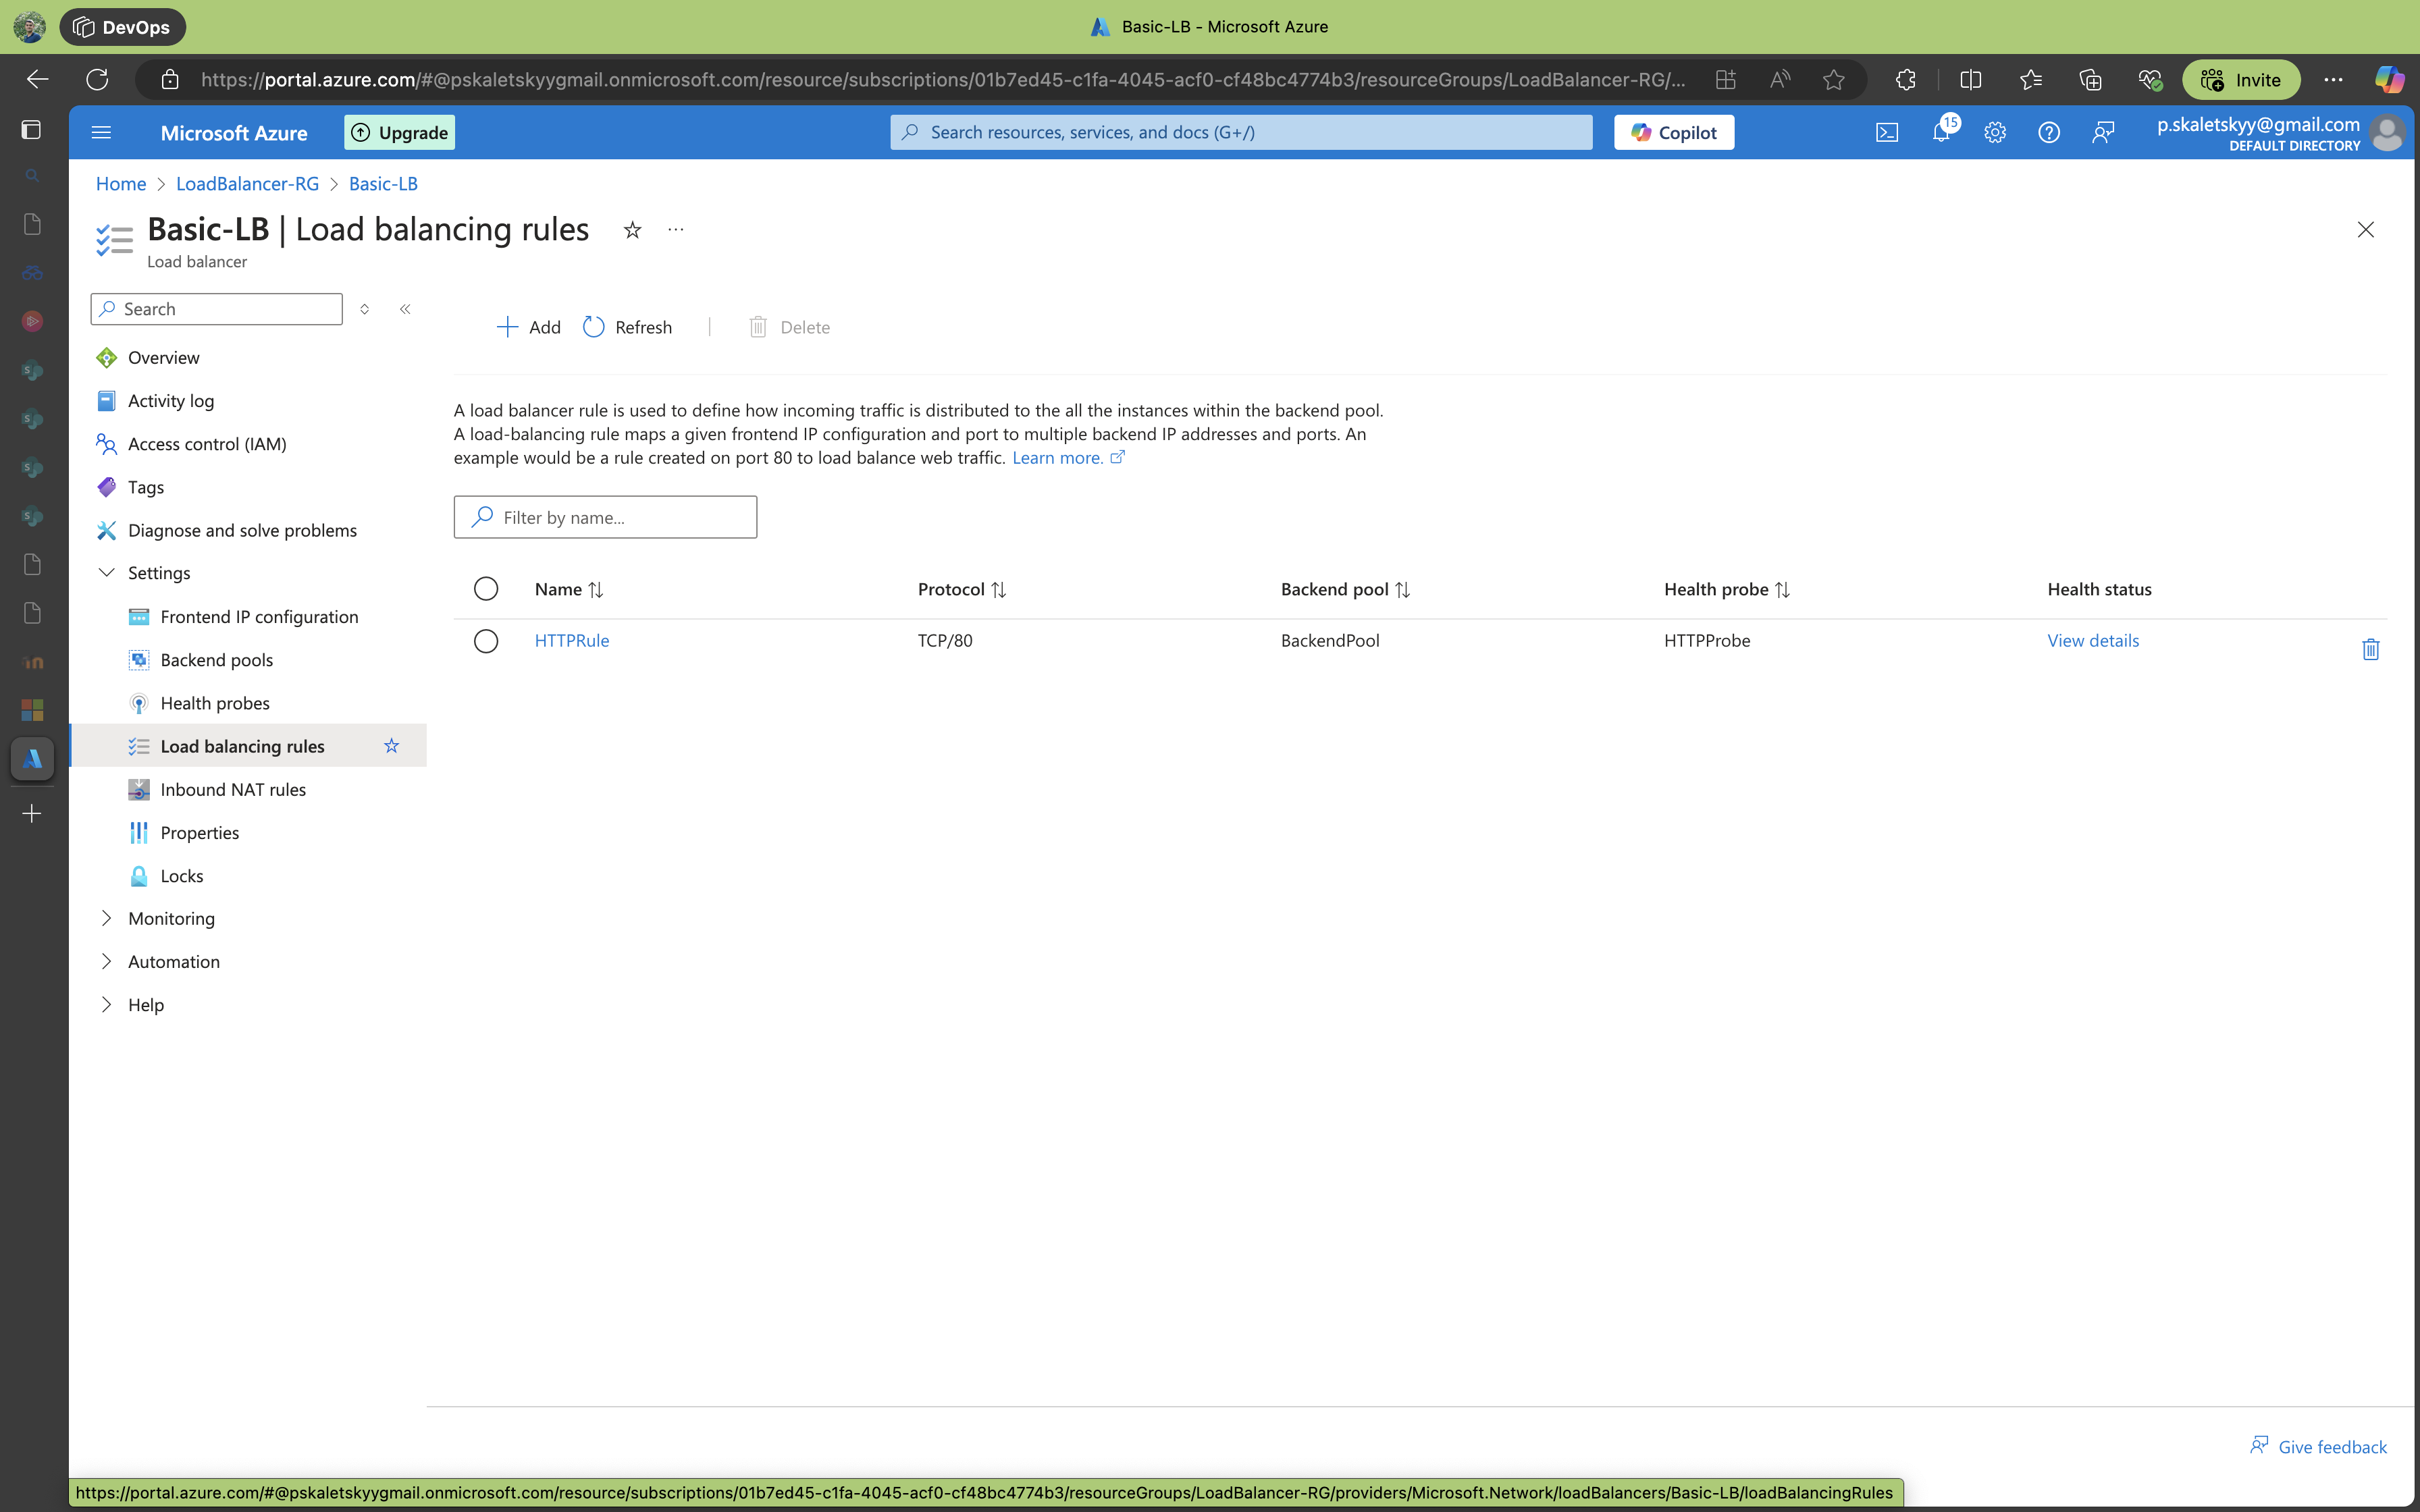 DevOps
Basic-LB - Microsoft Azure
https://portal.azure.com/#@pskaletskyygmail.onmicrosoft.com/resource/subscriptions/01b7ed45-c1fa-4045-acf0-cf48bc4774b3/resourceGroups/LoadBalancer-RG/...
Invite
Microsoft Azure
Upgrade
Search resources, services, and docs (G+/)
Copilot
15
p.skaletskyy@gmail.com
DEFAULT DIRECTORY
Home > LoadBalancer-RG > Basic-LB
Basic-LB | Load balancing rules
Load balancer
Search
Add
Refresh
Delete
Overview
Activity log
Access control (IAM)
Tags
Diagnose and solve problems
Settings
Frontend IP configuration
Backend pools
Health probes
Load balancing rules
Inbound NAT rules
Properties
Locks
Monitoring
Automation
Help
A load balancer rule is used to define how incoming traffic is distributed to the all the instances within the backend pool.
A load-balancing rule maps a given frontend IP configuration and port to multiple backend IP addresses and ports. An
example would be a rule created on port 80 to load balance web traffic. Learn more.
Filter by name...
Name Protocol Backend pool Health probe Health status
HTTPRule TCP/80 BackendPool HTTPProbe View details
Give feedback
https://portal.azure.com/#@pskaletskyygmail.onmicrosoft.com/resource/subscriptions/01b7ed45-c1fa-4045-acf0-cf48bc4774b3/resourceGroups/LoadBalancer-RG/providers/Microsoft.Network/loadBalancers/Basic-LB/loadBalancingRules